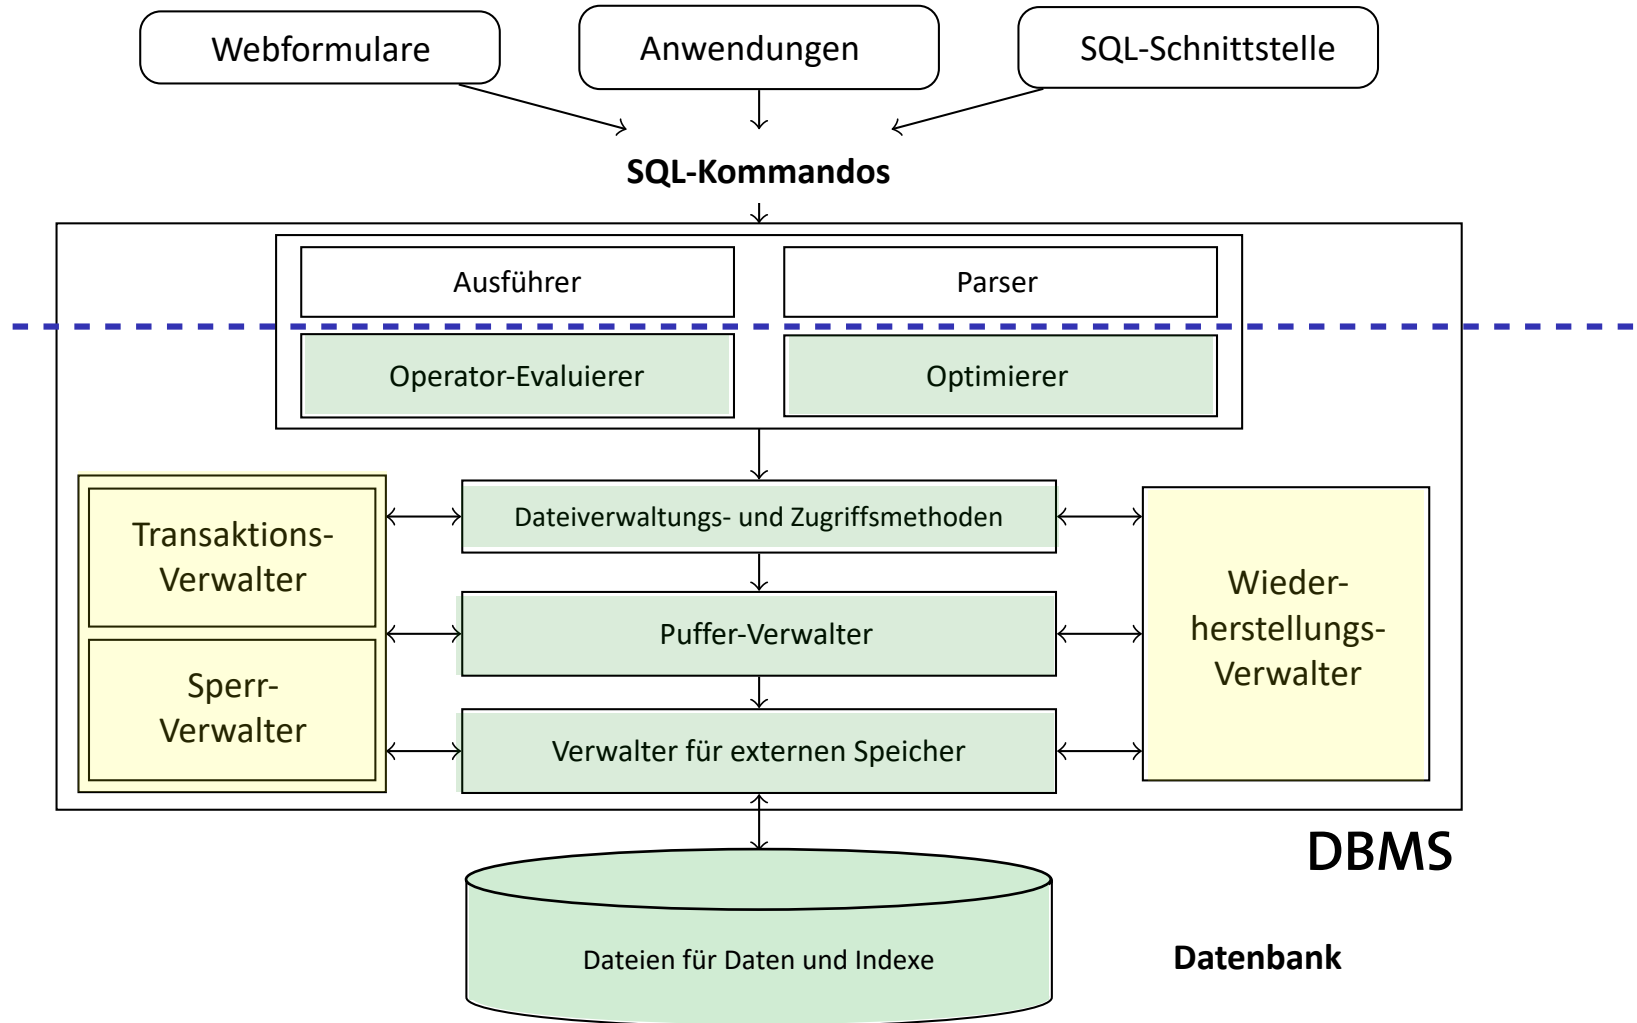 Webformulare
Anwendungen
SQL-Schnittstelle
SQL-Kommandos
Ausführer
Parser
Operator-Evaluierer
Optimierer
Transaktions-
Verwalter
Sperr-
Verwalter
Dateiverwaltungs- und Zugriffsmethoden
Puffer-Verwalter
Verwalter für externen Speicher
Wieder-
herstellungs-
Verwalter
DBMS
Dateien für Daten und Indexe
Datenbank